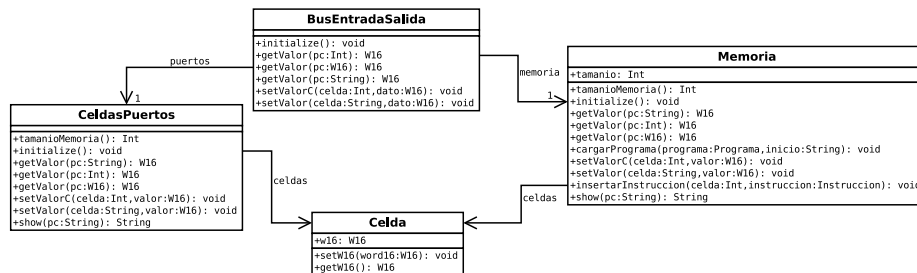 BusEntradaSalida
+initialize(): void
+getValor(pc:Int): W16
+getValor(pc:W16): W16
+getValor(pc:String): W16
+setValorC(celda:Int,dato:W16): void
+setValor(celda:String,dato:W16): void
puertos
1
memoria
1
Memoria
+tamanio: Int
+tamanioMemoria(): Int
+initialize(): void
+getValor(pc:String): W16
+getValor(pc:Int): W16
+getValor(pc:W16): W16
+cargarPrograma(programa:Programa,inicio:String): void
+setValorC(celda:Int,valor:W16): void
+setValor(celda:String,valor:W16): void
+insertarInstruccion(celda:Int,instruccion:Instruccion): void
+show(pc:String): String
CeldasPuertos
+tamanioMemoria(): Int
+initialize(): void
+getValor(pc:String): W16
+getValor(pc:Int): W16
+getValor(pc:W16): W16
+setValorC(celda:Int,valor:W16): void
+setValor(celda:String,valor:W16): void
+show(pc:String): String
celdas
celdas
Celda
+w16: W16
+setW16(word16:W16): void
+getW16(): W16